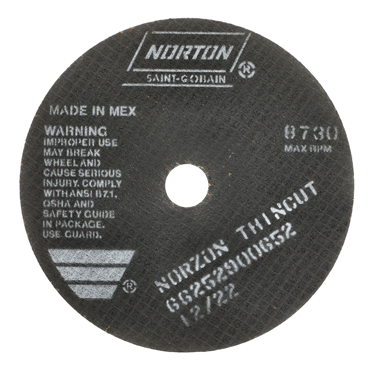 NORTON
SAINT-GOBAIN
®
MADE IN MEX
8730
MAX RPM
WARNING
IMPROPER USE
MAY BREAK
WHEEL AND
CAUSE SERIOUS
INJURY. COMPLY
WITH ANSI B7.1,
OSHA AND
SAFETY GUIDE
IN PACKAGE.
USE GUARD.
®
NORZON THINCUT
66252900652
12/22